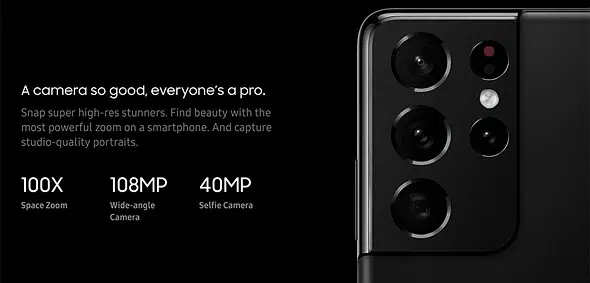 A camera so good, everyone's a pro.
Snap super high-res stunners. Find beauty with the
most powerful zoom on a smartphone. And capture
studio-quality portraits.
100X 108MP 40MP
Space Zoom Wide-angle Selfie Camera
Camera